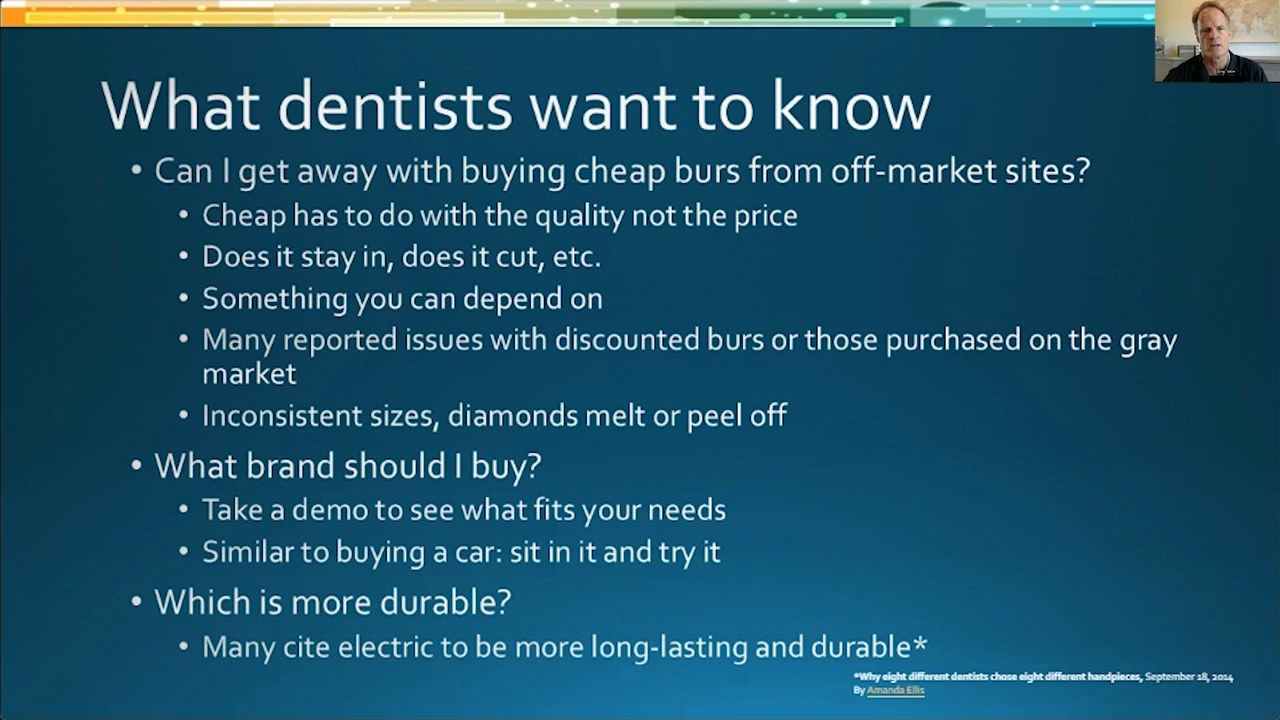 What dentists want to know
• Can I get away with buying cheap burs from off-market sites?
• Cheap has to do with the quality not the price
• Does it stay in, does it cut, etc.
• Something you can depend on
• Many reported issues with discounted burs or those purchased on the gray
market
• Inconsistent sizes, diamonds melt or peel off
• What brand should I buy?
• Take a demo to see what fits your needs
• Similar to buying a car: sit in it and try it
• Which is more durable?
• Many cite electric to be more long-lasting and durable*
*Why eight different dentists chose eight different handpieces, September 18, 2014
By Amanda Ellis